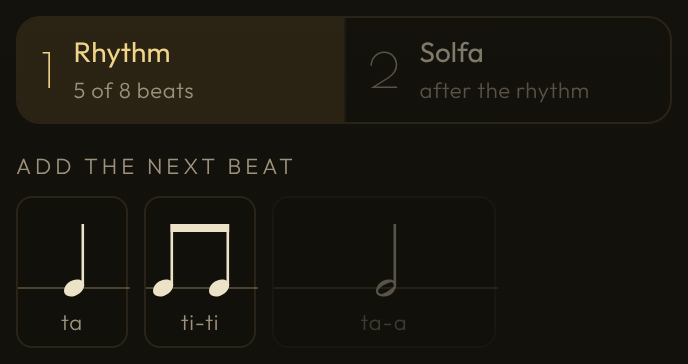 1 Rhythm
5 of 8 beats
2 Solfa
after the rhythm
ADD THE NEXT BEAT
ta
ti-ti
ta-a